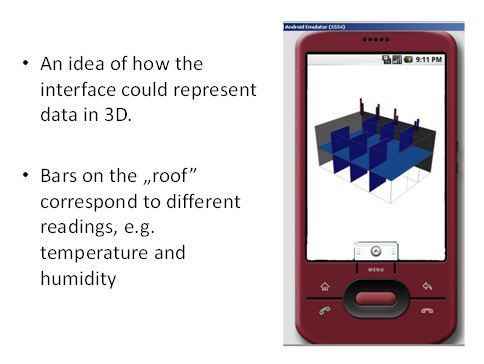 Android Emulator (5554)
9:11 PM
• An idea of how the
interface could represent
data in 3D.
• Bars on the „roof”
correspond to different
readings, e.g.
temperature and
humidity
MENU